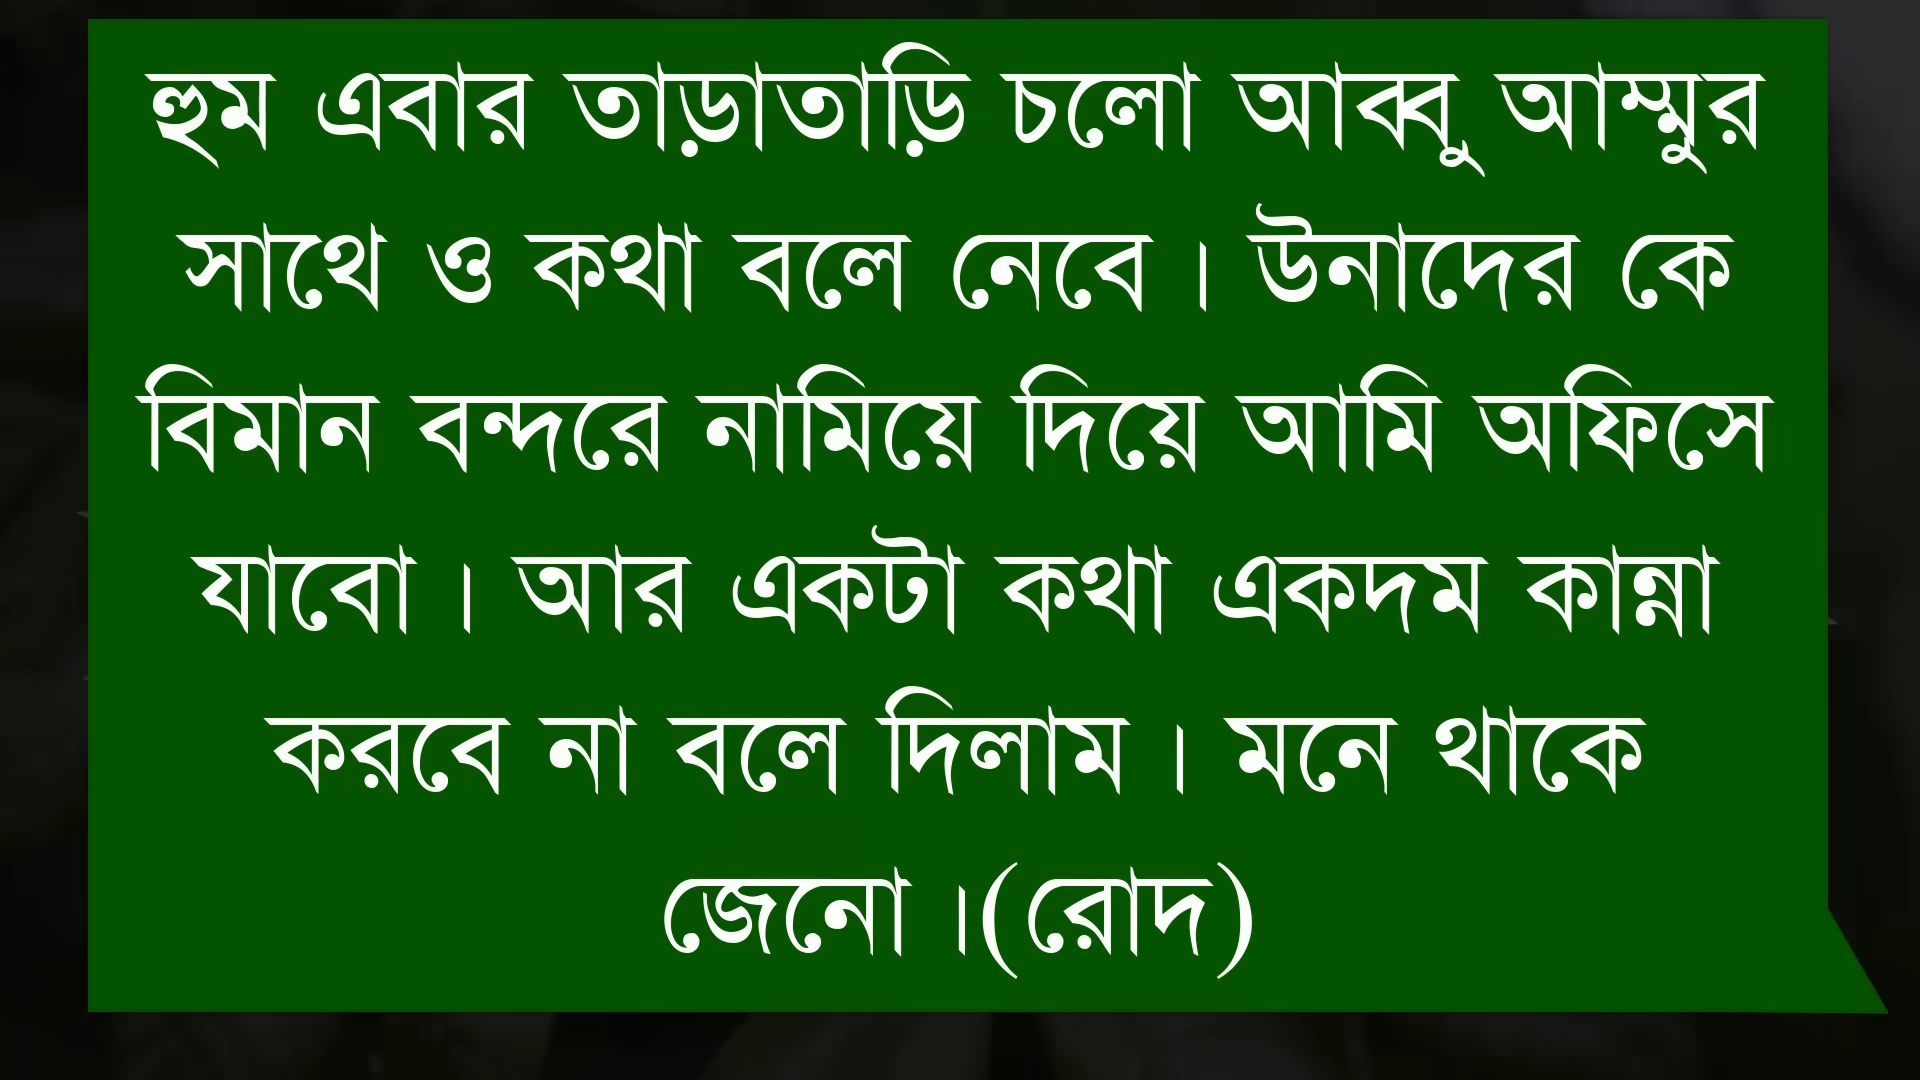 হুম এবার তাড়াতাড়ি চলো আব্বু আম্মুর
সাথে ও কথা বলে নেবে। উনাদের কে
বিমান বন্দরে নামিয়ে দিয়ে আমি অফিসে
যাবো। আর একটা কথা একদম কান্না
করবে না বলে দিলাম। মনে থাকে
জেনো।(রোদ)